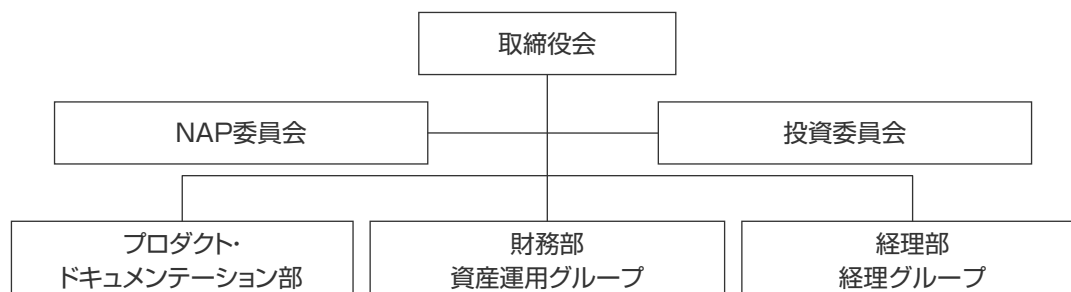 取締役会
NAP委員会
投資委員会
プロダクト・
ドキュメンテーション部
財務部
資産運用グループ
経理部
経理グループ